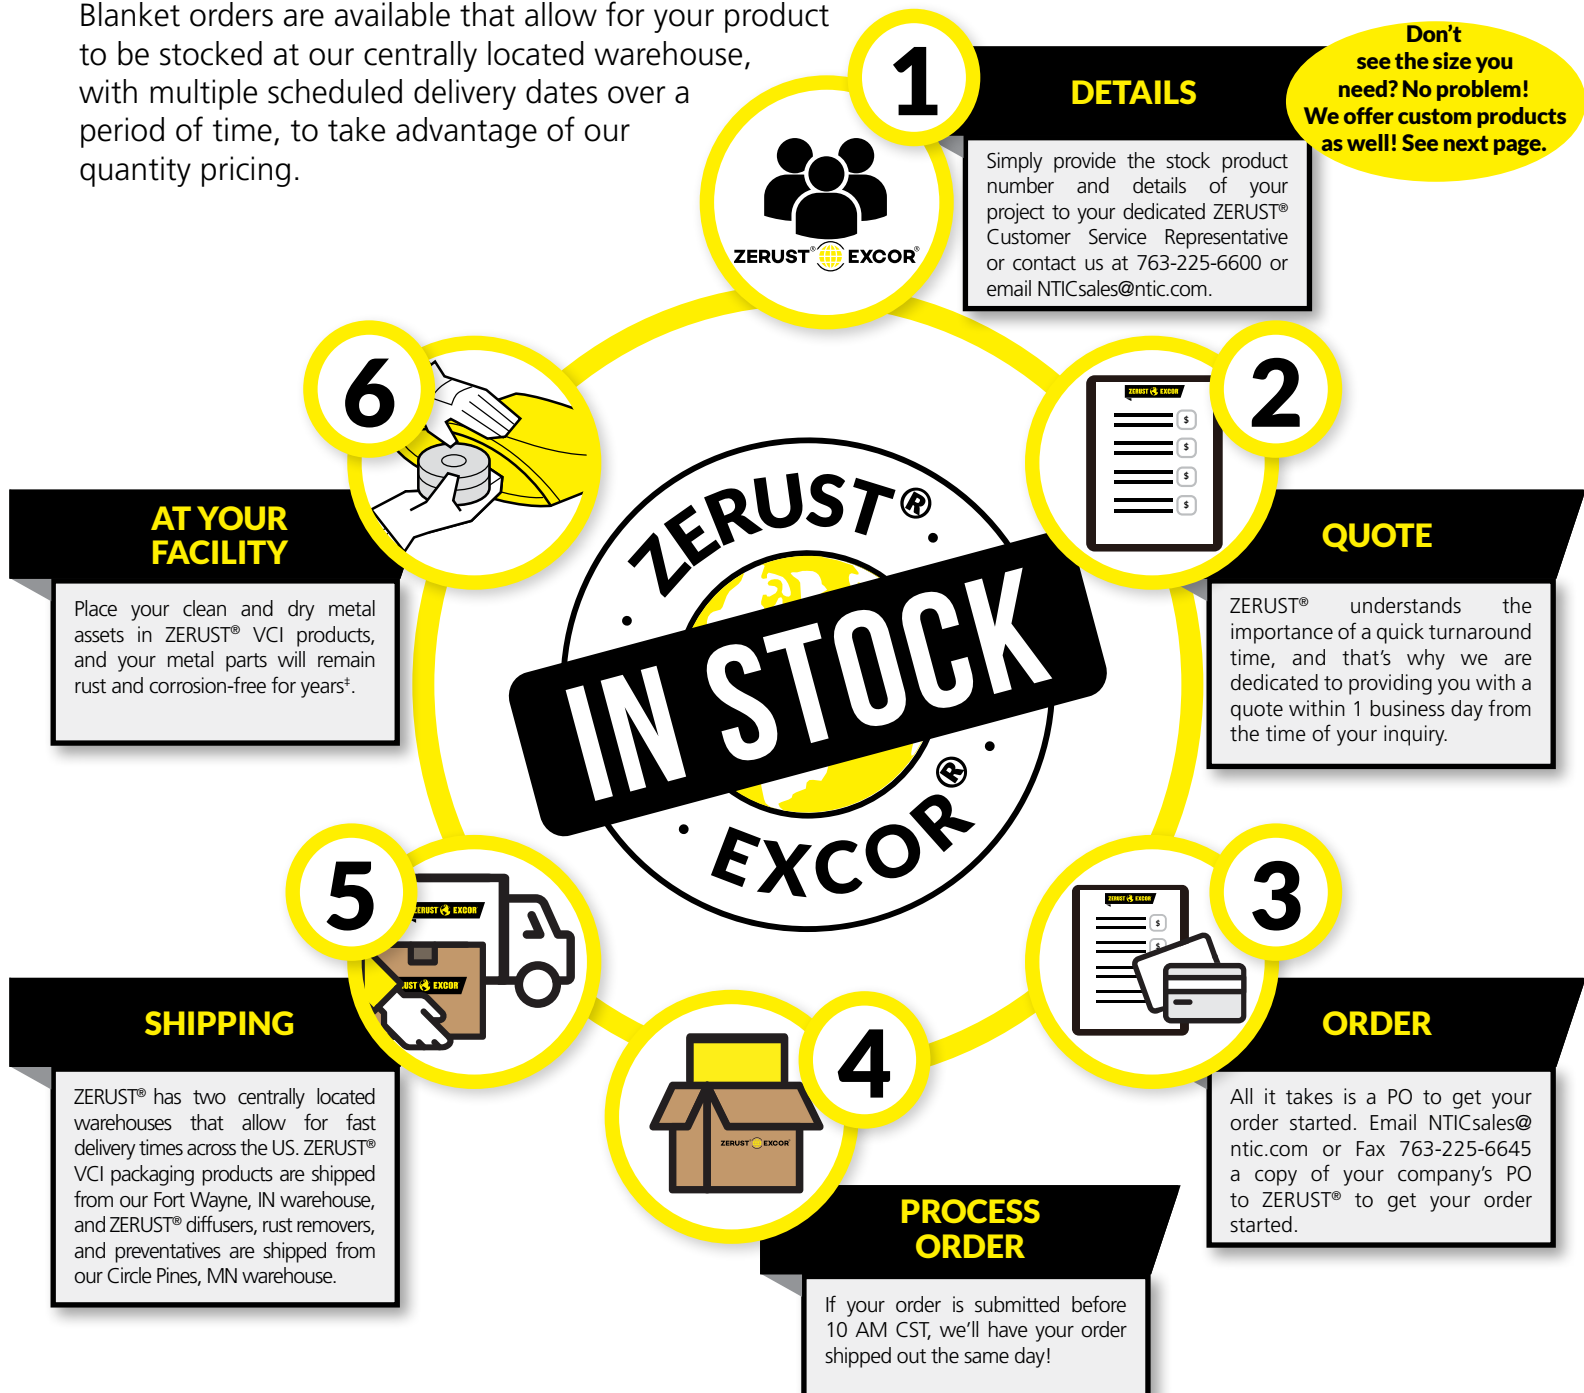 Blanket orders are available that allow for your product
to be stocked at our centrally located warehouse,
with multiple scheduled delivery dates over a
period of time, to take advantage of our
quantity pricing.
Don't
see the size you
need? No problem!
We offer custom products
as well! See next page.
1
DETAILS
Simply provide the stock product
number and details of your
project to your dedicated ZERUST®
Customer Service Representative
or contact us at 763-225-6600 or
email NTICsales@ntic.com.
ZERUST® EXCOR®
2
ZERUST EXCOR
$
$
$
$
QUOTE
ZERUST® understands the
importance of a quick turnaround
time, and that's why we are
dedicated to providing you with a
quote within 1 business day from
the time of your inquiry.
3
ZERUST EXCOR
$
$
ORDER
All it takes is a PO to get your
order started. Email NTICsales@
ntic.com or Fax 763-225-6645
a copy of your company's PO
to ZERUST® to get your order
started.
4
ZERUST® EXCOR®
PROCESS
ORDER
If your order is submitted before
10 AM CST, we'll have your order
shipped out the same day!
5
ZERUST EXCOR
UST EXCOR
SHIPPING
ZERUST® has two centrally located
warehouses that allow for fast
delivery times across the US. ZERUST®
VCI packaging products are shipped
from our Fort Wayne, IN warehouse,
and ZERUST® diffusers, rust removers,
and preventatives are shipped from
our Circle Pines, MN warehouse.
6
AT YOUR
FACILITY
Place your clean and dry metal
assets in ZERUST® VCI products,
and your metal parts will remain
rust and corrosion-free for years‡.
ZERUST®
IN STOCK
EXCOR®